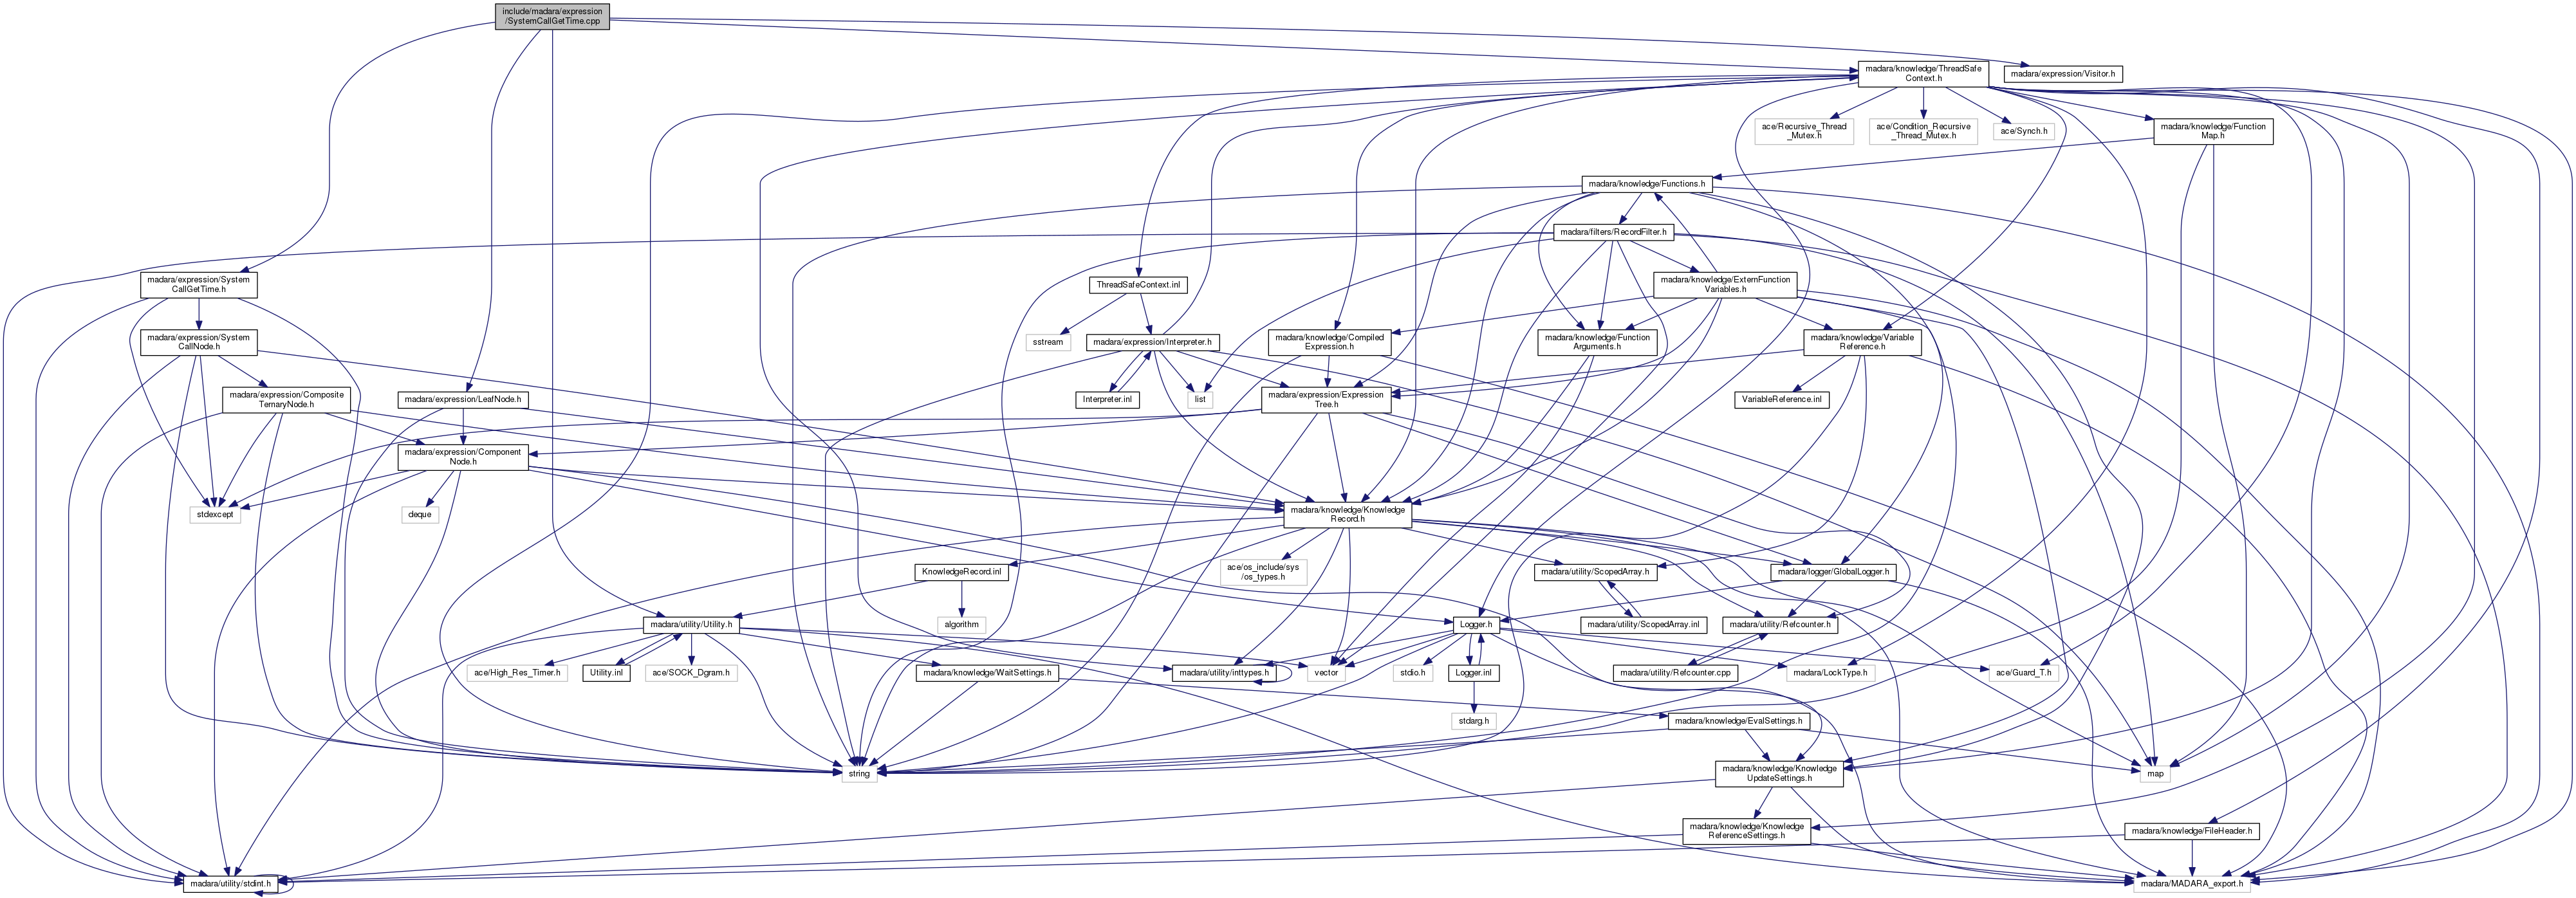 include/madara/expression
/SystemCallGetTime.cpp
madara/knowledge/ThreadSafe
Context.h
madara/expression/Visitor.h
ace/Recursive_Thread
_Mutex.h
ace/Condition_Recursive
_Thread_Mutex.h
ace/Synch.h
madara/knowledge/Function
Map.h
madara/knowledge/Functions.h
madara/filters/RecordFilter.h
madara/expression/System
CallGetTime.h
ThreadSafeContext.inl
madara/knowledge/ExternFunction
Variables.h
madara/expression/System
CallNode.h
sstream
madara/expression/Interpreter.h
madara/knowledge/Compiled
Expression.h
madara/knowledge/Function
Arguments.h
madara/knowledge/Variable
Reference.h
madara/expression/Composite
TernaryNode.h
madara/expression/LeafNode.h
Interpreter.inl
list
madara/expression/Expression
Tree.h
VariableReference.inl
madara/expression/Component
Node.h
stdexcept
deque
madara/knowledge/Knowledge
Record.h
KnowledgeRecord.inl
ace/os_include/sys
/os_types.h
madara/utility/ScopedArray.h
madara/logger/GlobalLogger.h
madara/utility/Utility.h
algorithm
Logger.h
madara/utility/ScopedArray.inl
madara/utility/Refcounter.h
ace/High_Res_Timer.h
Utility.inl
ace/SOCK_Dgram.h
madara/knowledge/WaitSettings.h
madara/utility/inttypes.h
vector
stdio.h
Logger.inl
madara/utility/Refcounter.cpp
madara/LockType.h
ace/Guard_T.h
stdarg.h
madara/knowledge/EvalSettings.h
string
madara/knowledge/Knowledge
UpdateSettings.h
map
madara/knowledge/Knowledge
ReferenceSettings.h
madara/knowledge/FileHeader.h
madara/utility/stdint.h
madara/MADARA_export.h